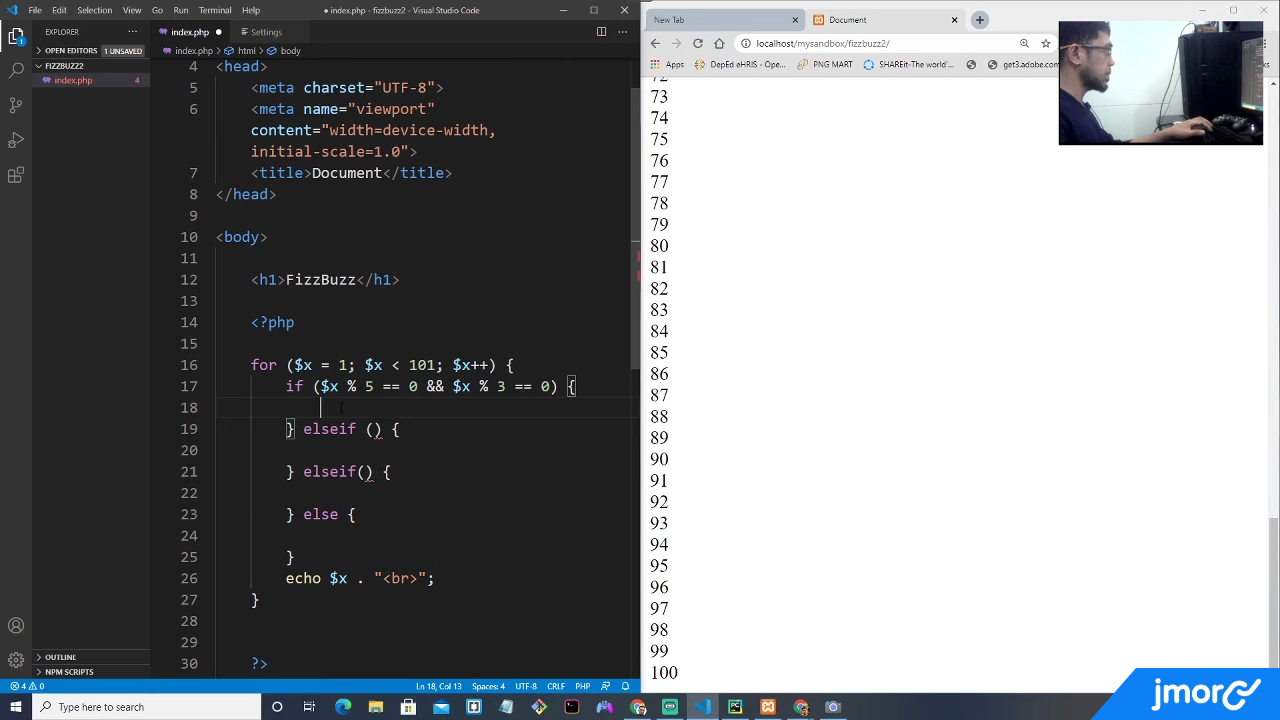 File Edit Selection View Go Run Terminal Help
● index.php - fizzbuzz2 - Visual Studio Code
EXPLORER
OPEN EDITORS 1 UNSAVED
FIZZBUZZ2
index.php 4
OUTLINE
NPM SCRIPTS
index.php ● Settings
index.php > html > body
4 <head>
5 <meta charset="UTF-8">
6 <meta name="viewport"
content="width=device-width,
initial-scale=1.0">
7 <title>Document</title>
8 </head>
9
10 <body>
11
12 <h1>FizzBuzz</h1>
13
14 <?php
15
16 for ($x = 1; $x < 101; $x++) {
17 if ($x % 5 == 0 && $x % 3 == 0) {
18
19 } elseif () {
20
21 } elseif() {
22
23 } else {
24
25 }
26 echo $x . "<br>";
27 }
28
29
30 ?>
4 0
Ln 18, Col 13 Spaces: 4 UTF-8 CRLF PHP
New Tab
Document
localhost/mysandbox/fizzbuzz2/
Apps DepEd eHRIS - Ope... PNG MART SHAREit-The world'... get3.adobe.com
72
73
74
75
76
77
78
79
80
81
82
83
84
85
86
87
88
89
90
91
92
93
94
95
96
97
98
99
100
Type here to search
jmorc